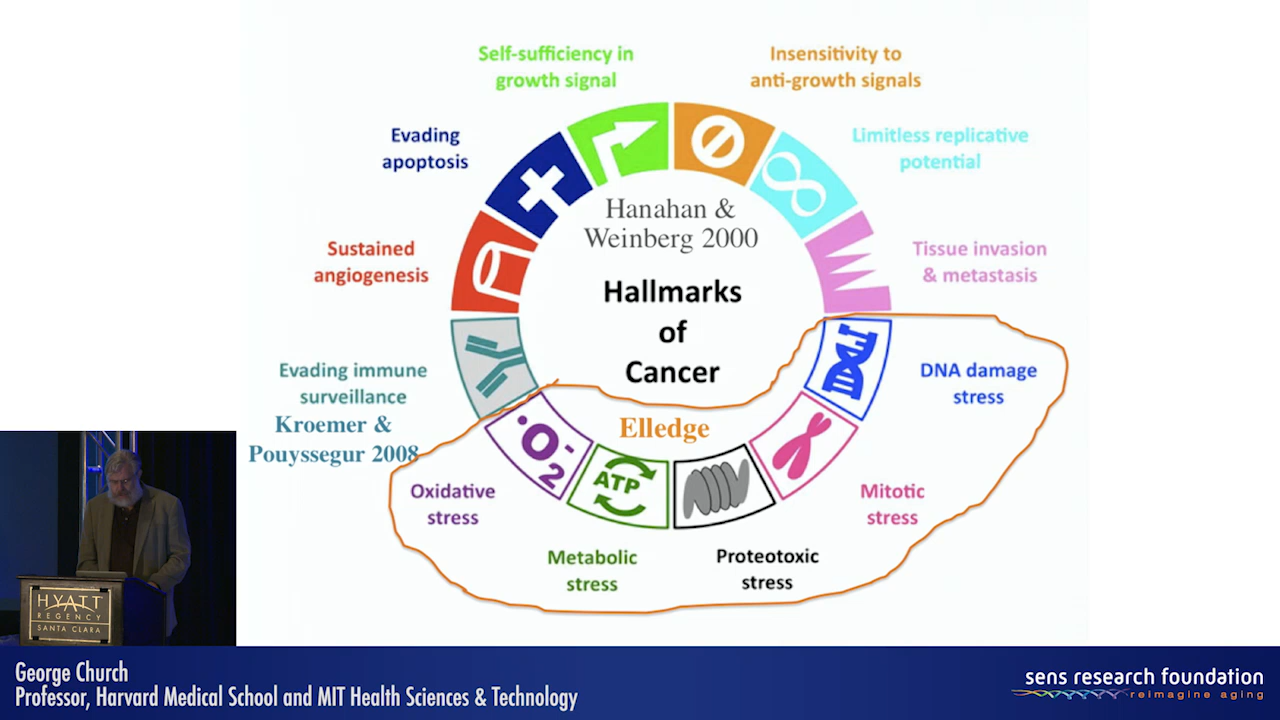 Self-sufficiency in
growth signal
Insensitivity to
anti-growth signals
Evading
apoptosis
Limitless replicative
potential
Hanahan &
Weinberg 2000
Sustained
angiogenesis
Tissue invasion
& metastasis
Hallmarks
of
Cancer
Evading immune
surveillance
Kroemer &
Pouyssegur 2008
DNA damage
stress
Elledge
O2-
ATP
Oxidative
stress
Mitotic
stress
Metabolic
stress
Proteotoxic
stress
HYATT
REGENCY
SANTA CLARA
George Church
Professor, Harvard Medical School and MIT Health Sciences & Technology
sens research foundation
reimagine aging